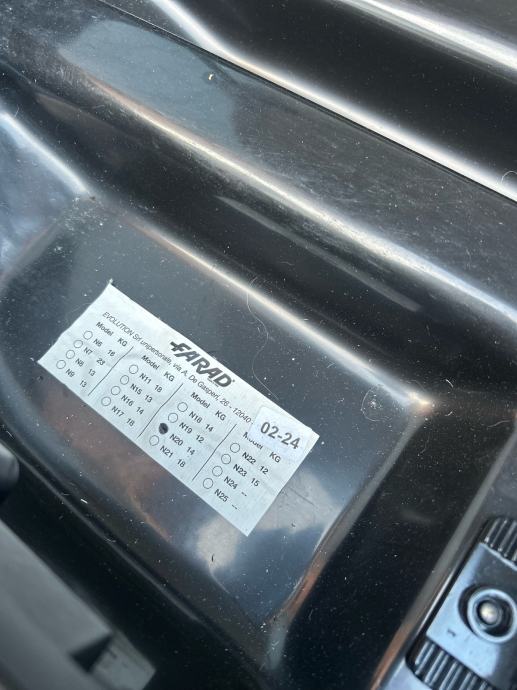 FARAD
EVOLUTION Srl unipersonale, via A. De Gasperi, 26 - 12040
02-24
Model KG
N6 18
N7 23
N8 13
N9 13
Model KG
N11 18
N15 13
N16 14
N17 18
Model KG
N18 14
N19 12
N20 14
N21 18
Model KG
N22 12
N23 15
N24 --
N25 --